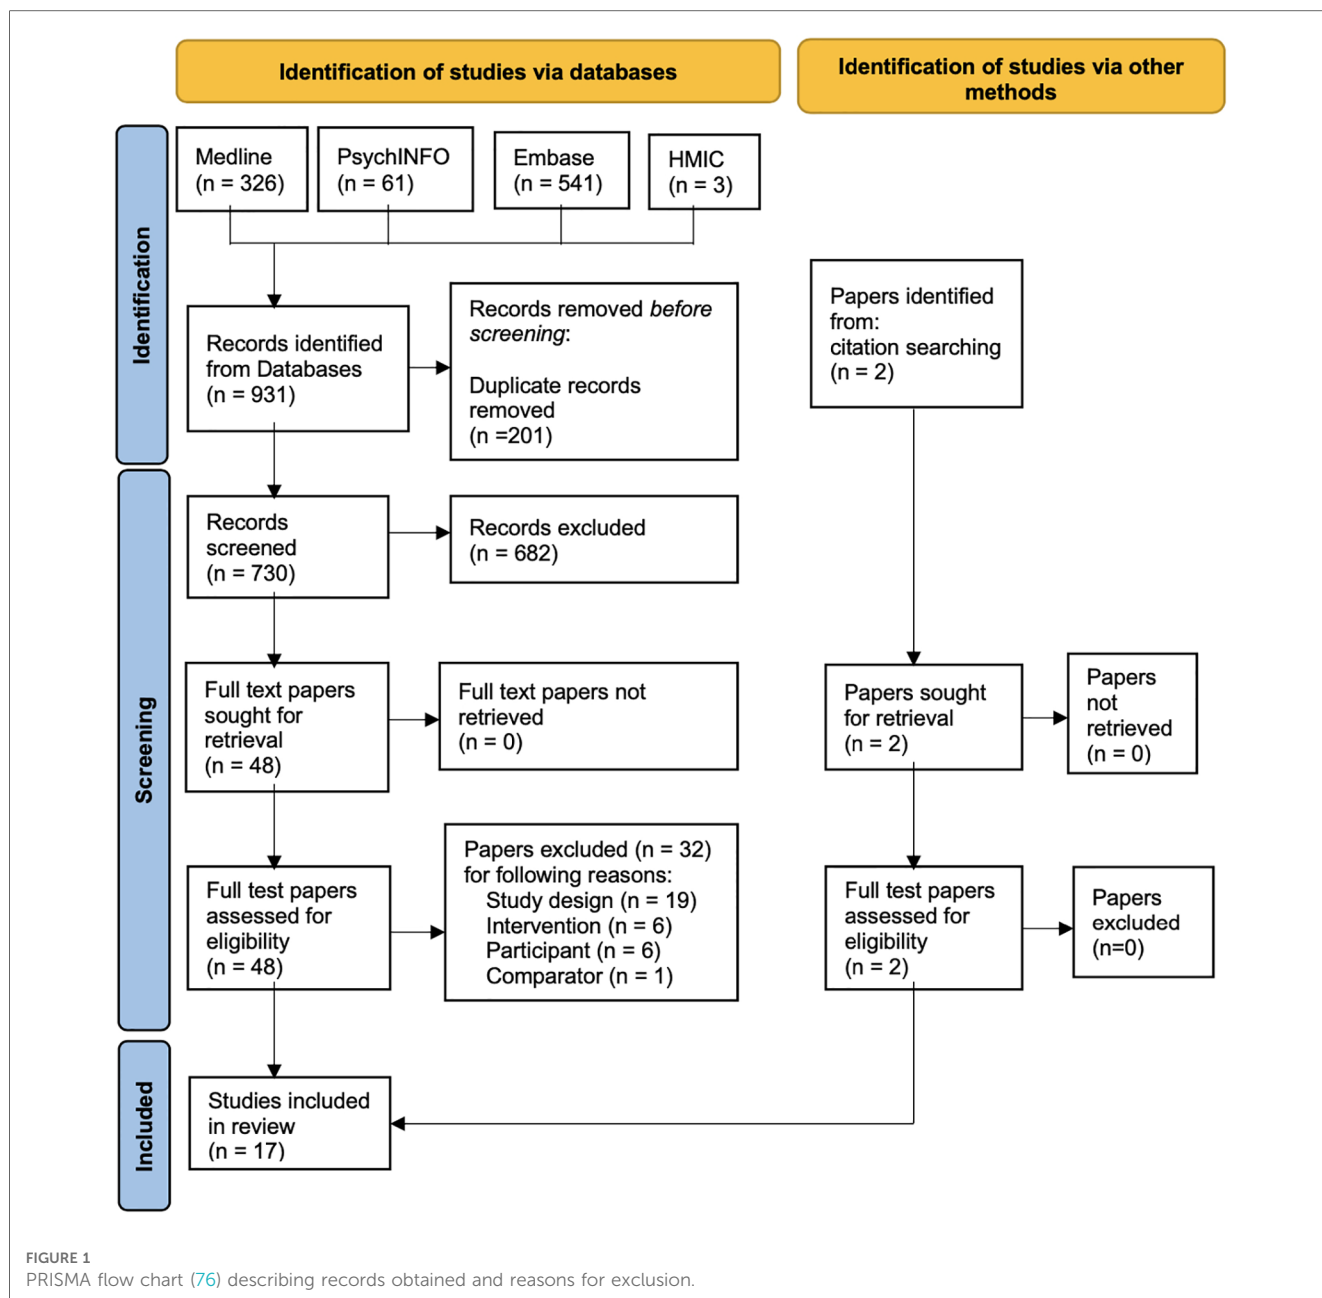 Identification of studies via databases
Identification of studies via other
methods
Identification
Medline
(n = 326)
PsychINFO
(n = 61)
Embase
(n = 541)
HMIC
(n = 3)
Records identified
from Databases
(n = 931)
Records removed before
screening:
Duplicate records
removed
(n =201)
Papers identified
from:
citation searching
(n = 2)
Screening
Records
screened
(n = 730)
Records excluded
(n = 682)
Full text papers
sought for
retrieval
(n = 48)
Full text papers not
retrieved
(n = 0)
Papers sought
for retrieval
(n = 2)
Papers
not
retrieved
(n = 0)
Full test papers
assessed for
eligibility
(n = 48)
Papers excluded (n = 32)
for following reasons:
Study design (n = 19)
Intervention (n = 6)
Participant (n = 6)
Comparator (n = 1)
Full test papers
assessed for
eligibility
(n = 2)
Papers
excluded
(n=0)
Included
Studies included
in review
(n = 17)
FIGURE 1
PRISMA flow chart (76) describing records obtained and reasons for exclusion.